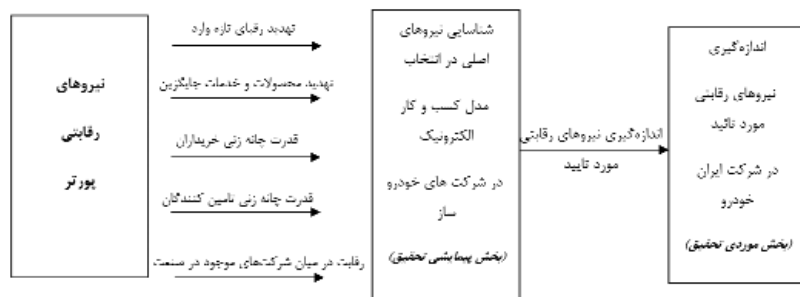 نیروهای
رقابتی
پورتر
تهدید رقبای تازه وارد
تهدید محصولات و خدمات جایگزین
قدرت چانه زنی خریداران
قدرت چانه زنی تامین کنندگان
رقابت در میان شرکت‌های موجود در صنعت
شناسایی نیروهای
اصلی در انتخاب
مدل کسب و کار
الکترونیک
در شرکت های خودرو
ساز
(بخش پیمایشی تحقیق)
اندازه‌گیری نیروهای رقابتی
مورد تایید
اندازه‌گیری
نیروهای رقابتی
مورد تائید
در شرکت ایران
خودرو
(بخش موردی تحقیق)